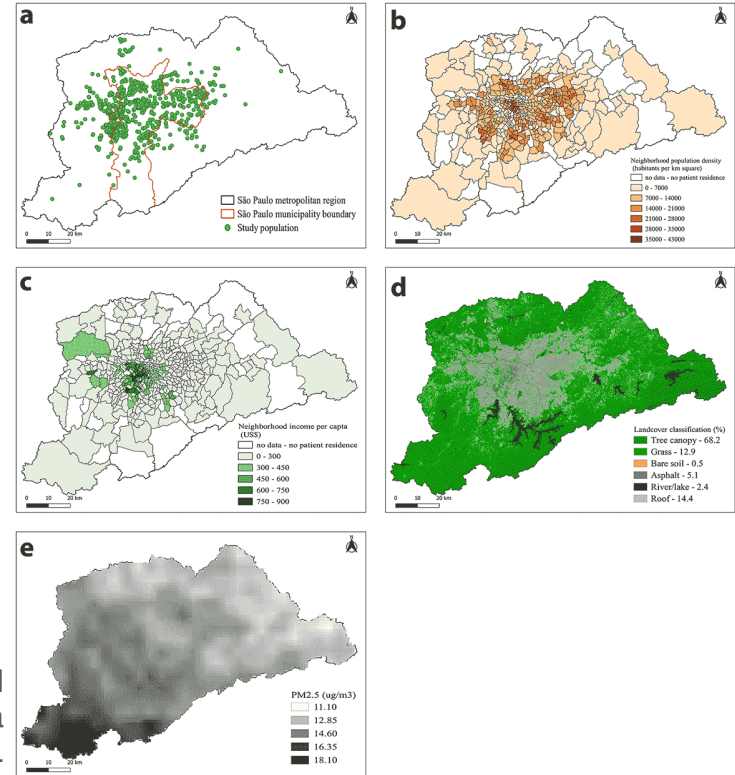 a
N
São Paulo metropolitan region
São Paulo municipality boundary
Study population
0 10 20 km
b
N
Neighborhood population density
(habitants per km square)
no data - no patient residence
0 - 7000
7000 - 14000
14000 - 21000
21000 - 28000
28000 - 35000
35000 - 43000
0 10 20 km
c
N
Neighborhood income per capta
(US$)
no data - no patient residence
0 - 300
300 - 450
450 - 600
600 - 750
750 - 900
0 10 20 km
d
N
Landcover classification (%)
Tree canopy - 68.2
Grass - 12.9
Bare soil - 0.5
Asphalt - 5.1
River/lake - 2.4
Roof - 14.4
0 10 20 km
e
N
PM2.5 (ug/m3)
11.10
12.85
14.60
16.35
18.10
0 10 20 km